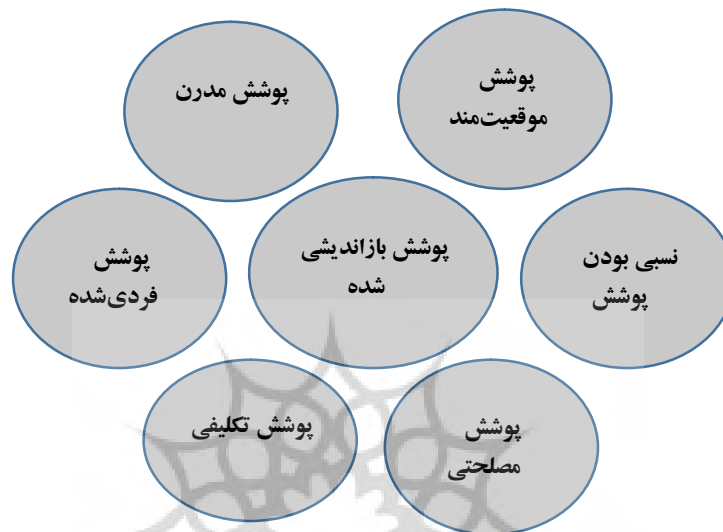 پوشش
موقعیت‌مند
پوشش مدرن
نسبی بودن
پوشش
پوشش بازاندیشی
شده
پوشش
فردی‌شده
پوشش
مصلحتی
پوشش تکلیفی